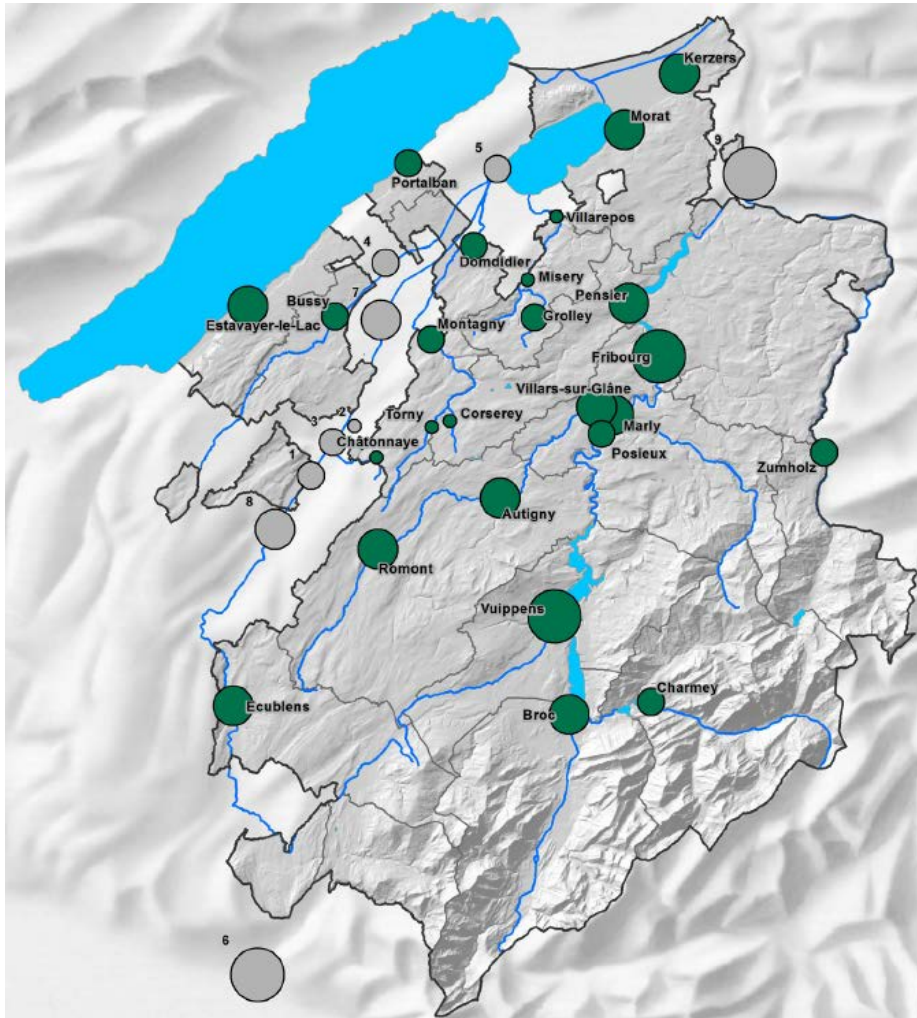 Kerzers
Morat
9
5
Portalban
Villarepos
4
Domdidier
Misery
7
Bussy
Pensier
Estavayer-le-Lac
Grolley
Montagny
Fribourg
Villars-sur-Glâne
2
Torny
Corserey
3
Marly
Châtonnaye
Posieux
1
Zumholz
8
Autigny
Romont
Vuippens
Charmey
Ecublens
Broc
6